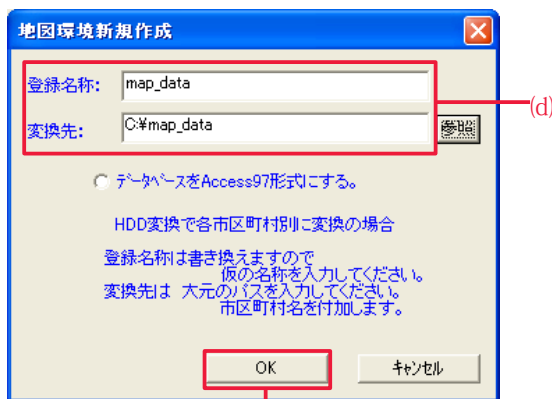 地図環境新規作成
登録名称: map_data
(d)
変換先: C:¥map_data 参照
ﾃﾞｰﾀﾍﾞｰｽをAccess97形式にする。
HDD変換で各市区町村別に変換の場合
登録名称は書き換えますので
仮の名称を入力してください。
変換先は 大元のパスを入力してください。
市区町村名を付加します。
OK ｷｬﾝｾﾙ